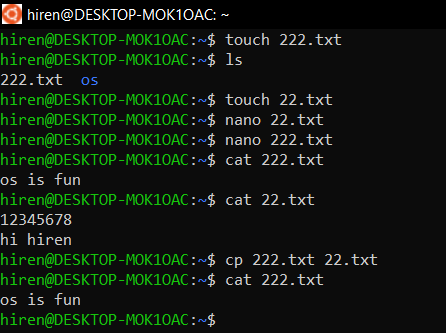 hiren@DESKTOP-MOK1OAC: ~
hiren@DESKTOP-MOK1OAC:~$ touch 222.txt
hiren@DESKTOP-MOK1OAC:~$ ls
222.txt  os
hiren@DESKTOP-MOK1OAC:~$ touch 22.txt
hiren@DESKTOP-MOK1OAC:~$ nano 22.txt
hiren@DESKTOP-MOK1OAC:~$ nano 222.txt
hiren@DESKTOP-MOK1OAC:~$ cat 222.txt
os is fun
hiren@DESKTOP-MOK1OAC:~$ cat 22.txt
12345678
hi hiren
hiren@DESKTOP-MOK1OAC:~$ cp 222.txt 22.txt
hiren@DESKTOP-MOK1OAC:~$ cat 222.txt
os is fun
hiren@DESKTOP-MOK1OAC:~$